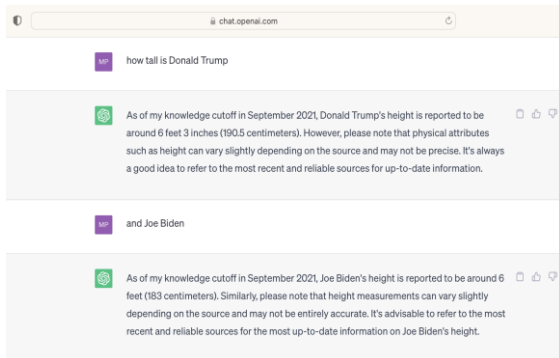 chat.openai.com
MP
how tall is Donald Trump
As of my knowledge cutoff in September 2021, Donald Trump's height is reported to be
around 6 feet 3 inches (190.5 centimeters). However, please note that physical attributes
such as height can vary slightly depending on the source and may not be precise. It's always
a good idea to refer to the most recent and reliable sources for up-to-date information.
MP
and Joe Biden
As of my knowledge cutoff in September 2021, Joe Biden's height is reported to be around 6
feet (183 centimeters). Similarly, please note that height measurements can vary slightly
depending on the source and may not be entirely accurate. It's advisable to refer to the most
recent and reliable sources for the most up-to-date information on Joe Biden's height.